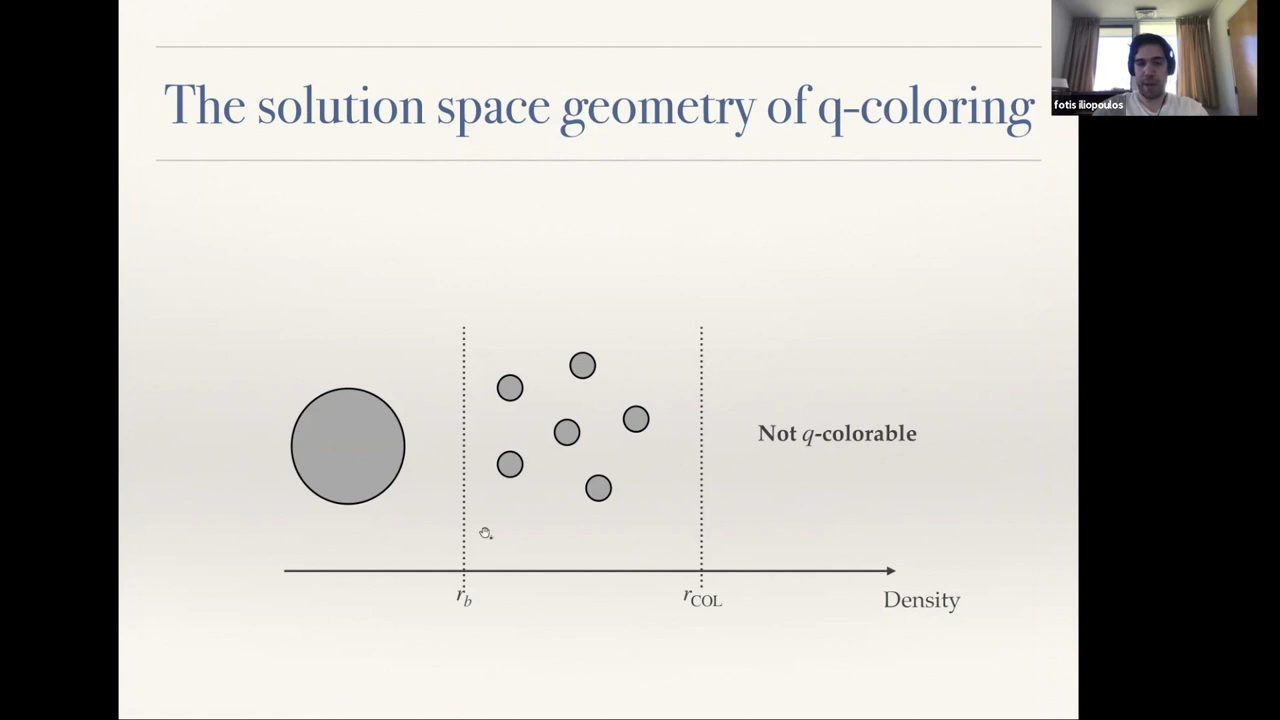 The solution space geometry of q-coloring
fotis iliopoulos
Not q-colorable
r_b
r_COL
Density